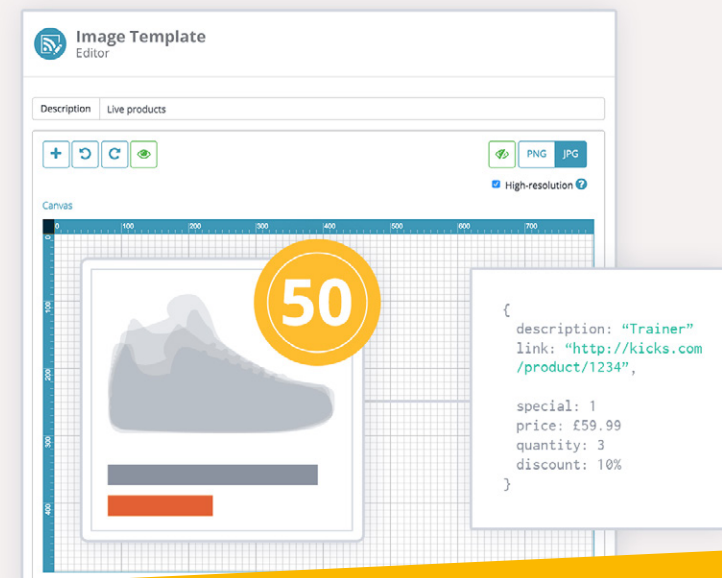 Image Template
Editor
Description Live products
PNG JPG
High-resolution ?
Canvas
0 100 200 300 400 500 600 700
0
100
200
300
400
50
{
description: “Trainer”
link: “http://kicks.com
/product/1234”,
special: 1
price: £59.99
quantity: 3
discount: 10%
}